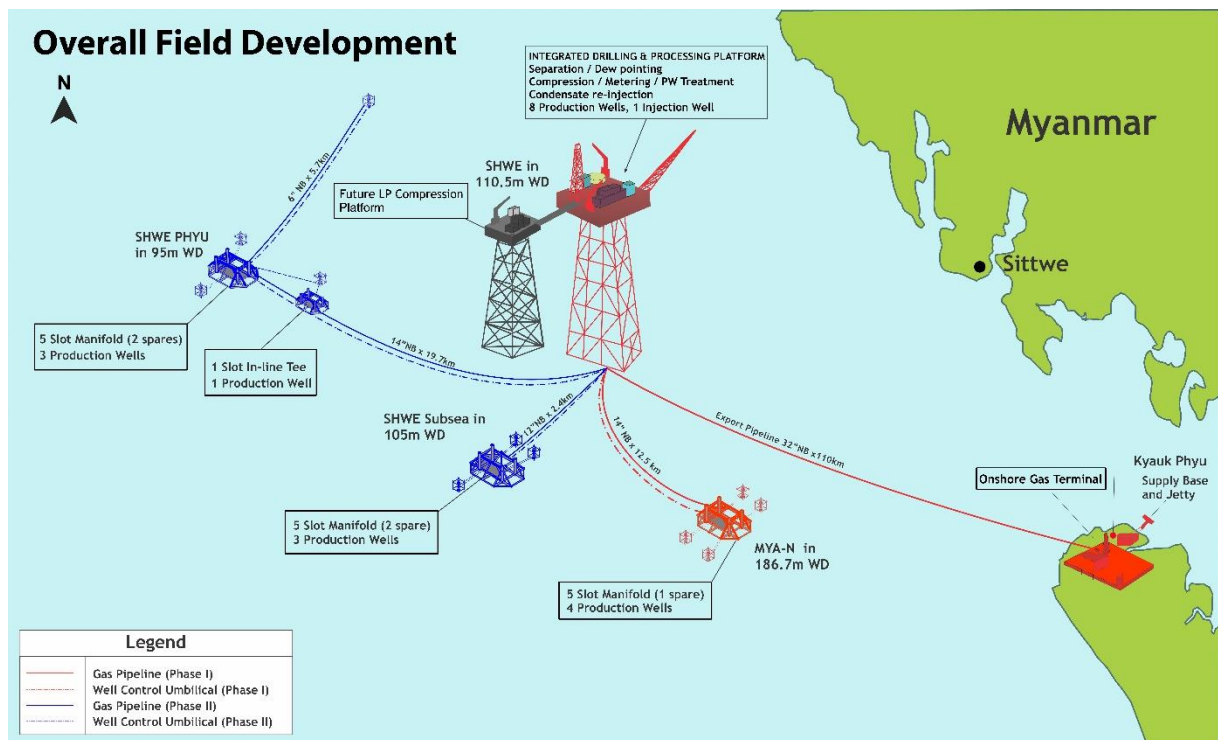 Overall Field Development
N
INTEGRATED DRILLING & PROCESSING PLATFORM
Separation / Dew pointing
Compression / Metering / PW Treatment
Condensate re-injection
8 Production Wells, 1 Injection Well
Myanmar
6" NB x 5.7km
SHWE in
110.5m WD
Future LP Compression
Platform
SHWE PHYU
in 95m WD
Sittwe
5 Slot Manifold (2 spares)
3 Production Wells
14"NB x 19.7km
1 Slot In-line Tee
1 Production Well
SHWE Subsea in
105m WD
12"NB x 2.4km
14" NB x 12.5 km
Export Pipeline 32"NB x110km
Kyauk Phyu
Supply Base
and Jetty
Onshore Gas Terminal
5 Slot Manifold (2 spare)
3 Production Wells
MYA-N in
186.7m WD
5 Slot Manifold (1 spare)
4 Production Wells
Legend
Gas Pipeline (Phase I)
Well Control Umbilical (Phase I)
Gas Pipeline (Phase II)
Well Control Umbilical (Phase II)